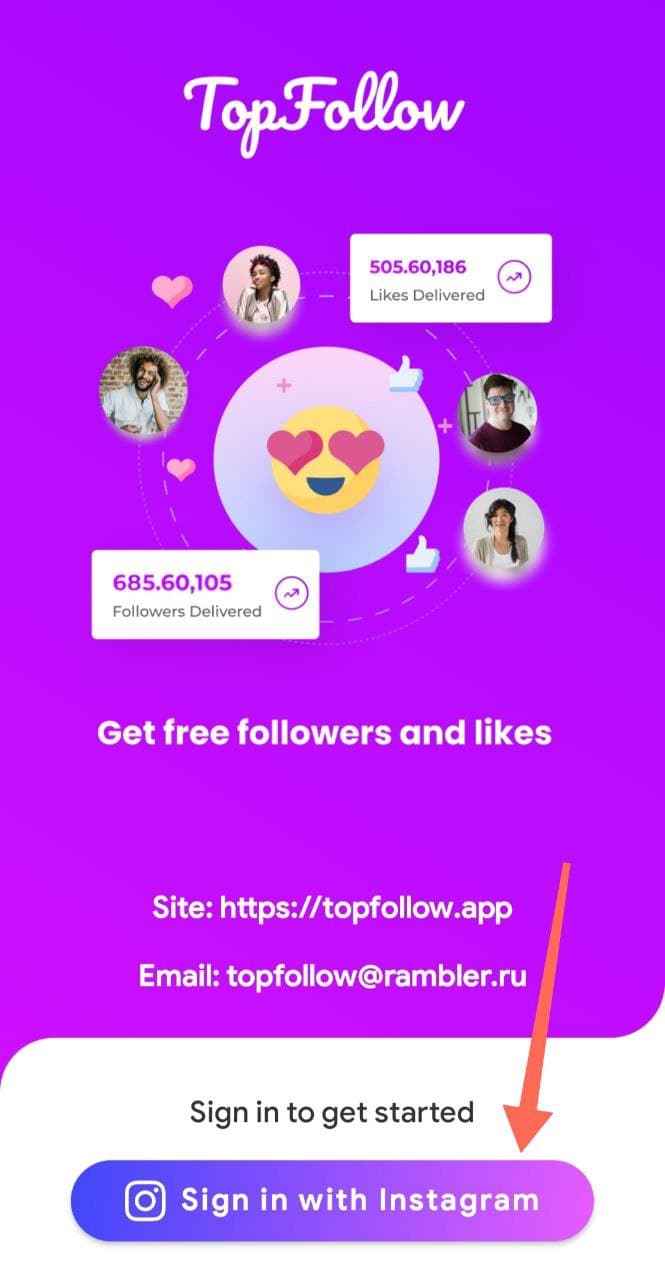 TopFollow
505.60,186
Likes Delivered
685.60,105
Followers Delivered
Get free followers and likes
Site: https://topfollow.app
Email: topfollow@rambler.ru
Sign in to get started
Sign in with Instagram